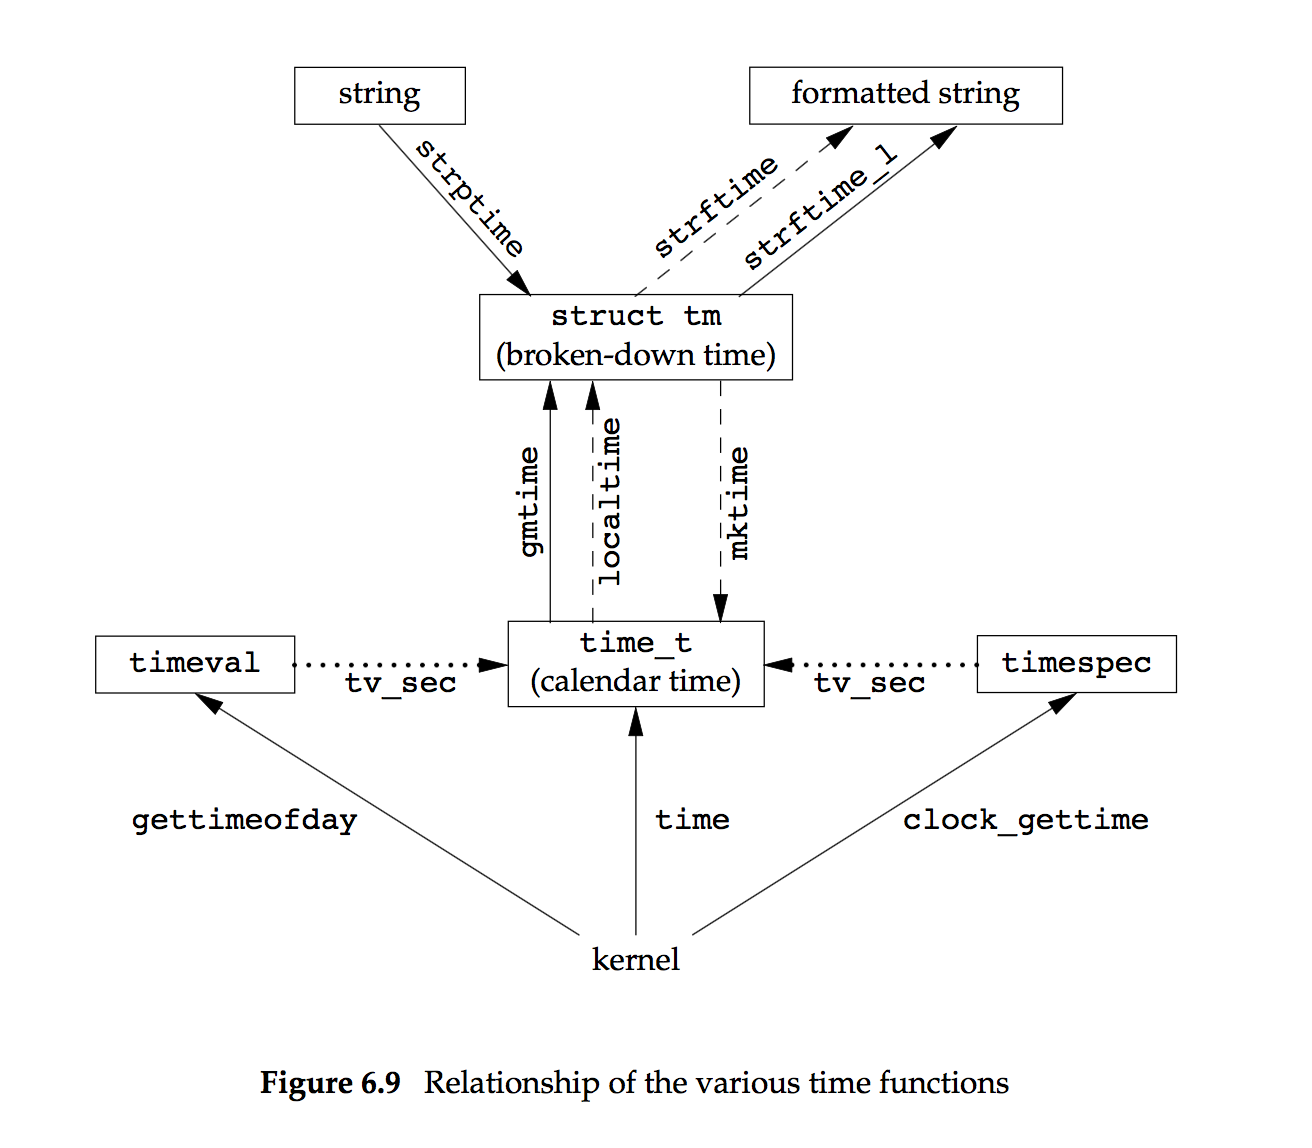 string
formatted string
strptime
strftime
strftime_l
struct tm
(broken-down time)
gmtime
localtime
mktime
timeval
tv_sec
time_t
(calendar time)
tv_sec
timespec
gettimeofday
time
clock_gettime
kernel
Figure 6.9 Relationship of the various time functions